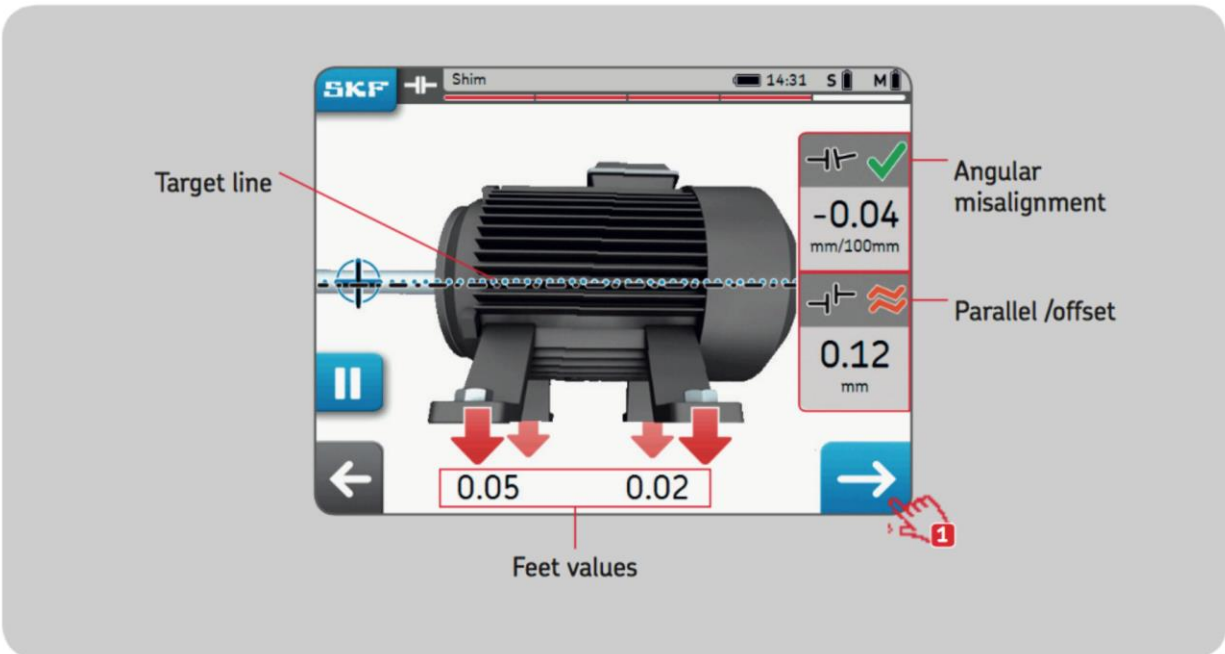 SKF
Shim
14:31 S M
Target line
-0.04
mm/100mm
Angular
misalignment
Parallel /offset
0.12
mm
0.05 0.02
1
Feet values